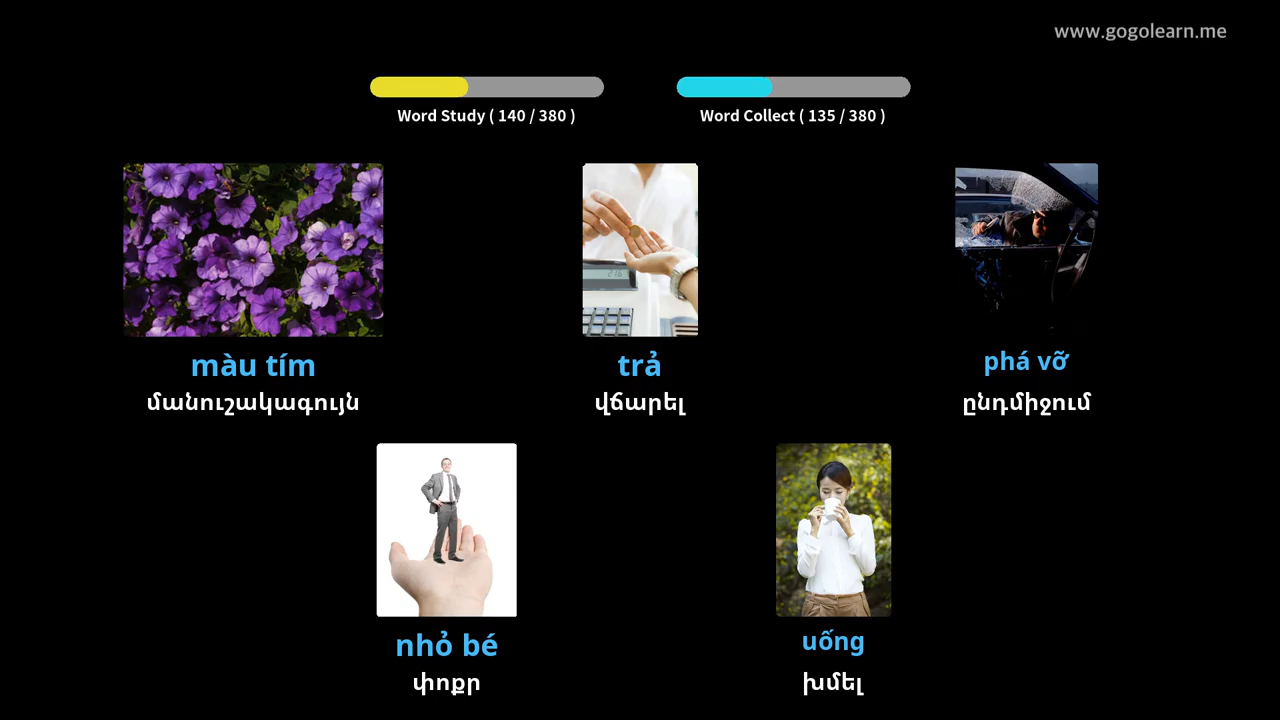 www.gogolearn.me
Word Study ( 140 / 380 )
Word Collect ( 135 / 380 )
màu tím
մանուշակագույն
trả
վճարել
phá vỡ
ընդմիջում
nhỏ bé
փոքր
uống
խմել